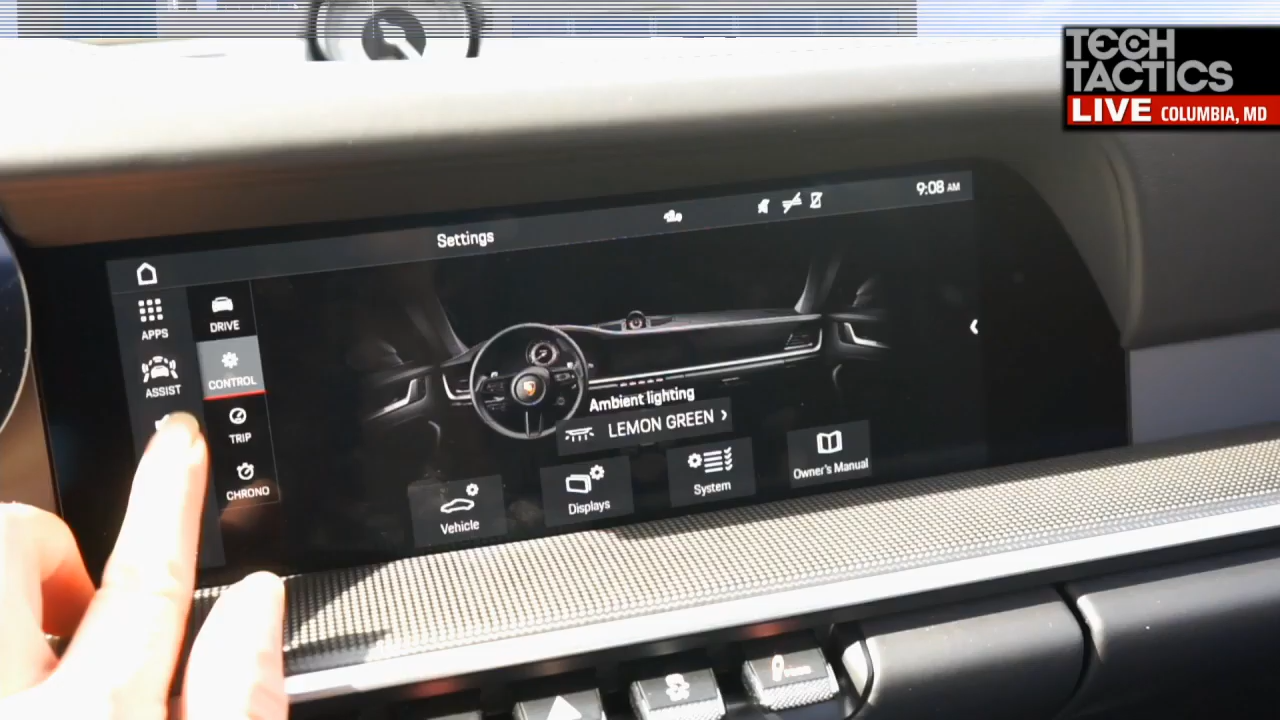 TECH
TACTICS
LIVE COLUMBIA, MD
9:08 AM
Settings
APPS
ASSIST
DRIVE
CONTROL
TRIP
CHRONO
Ambient lighting
LEMON GREEN
Vehicle
Displays
System
Owner's Manual